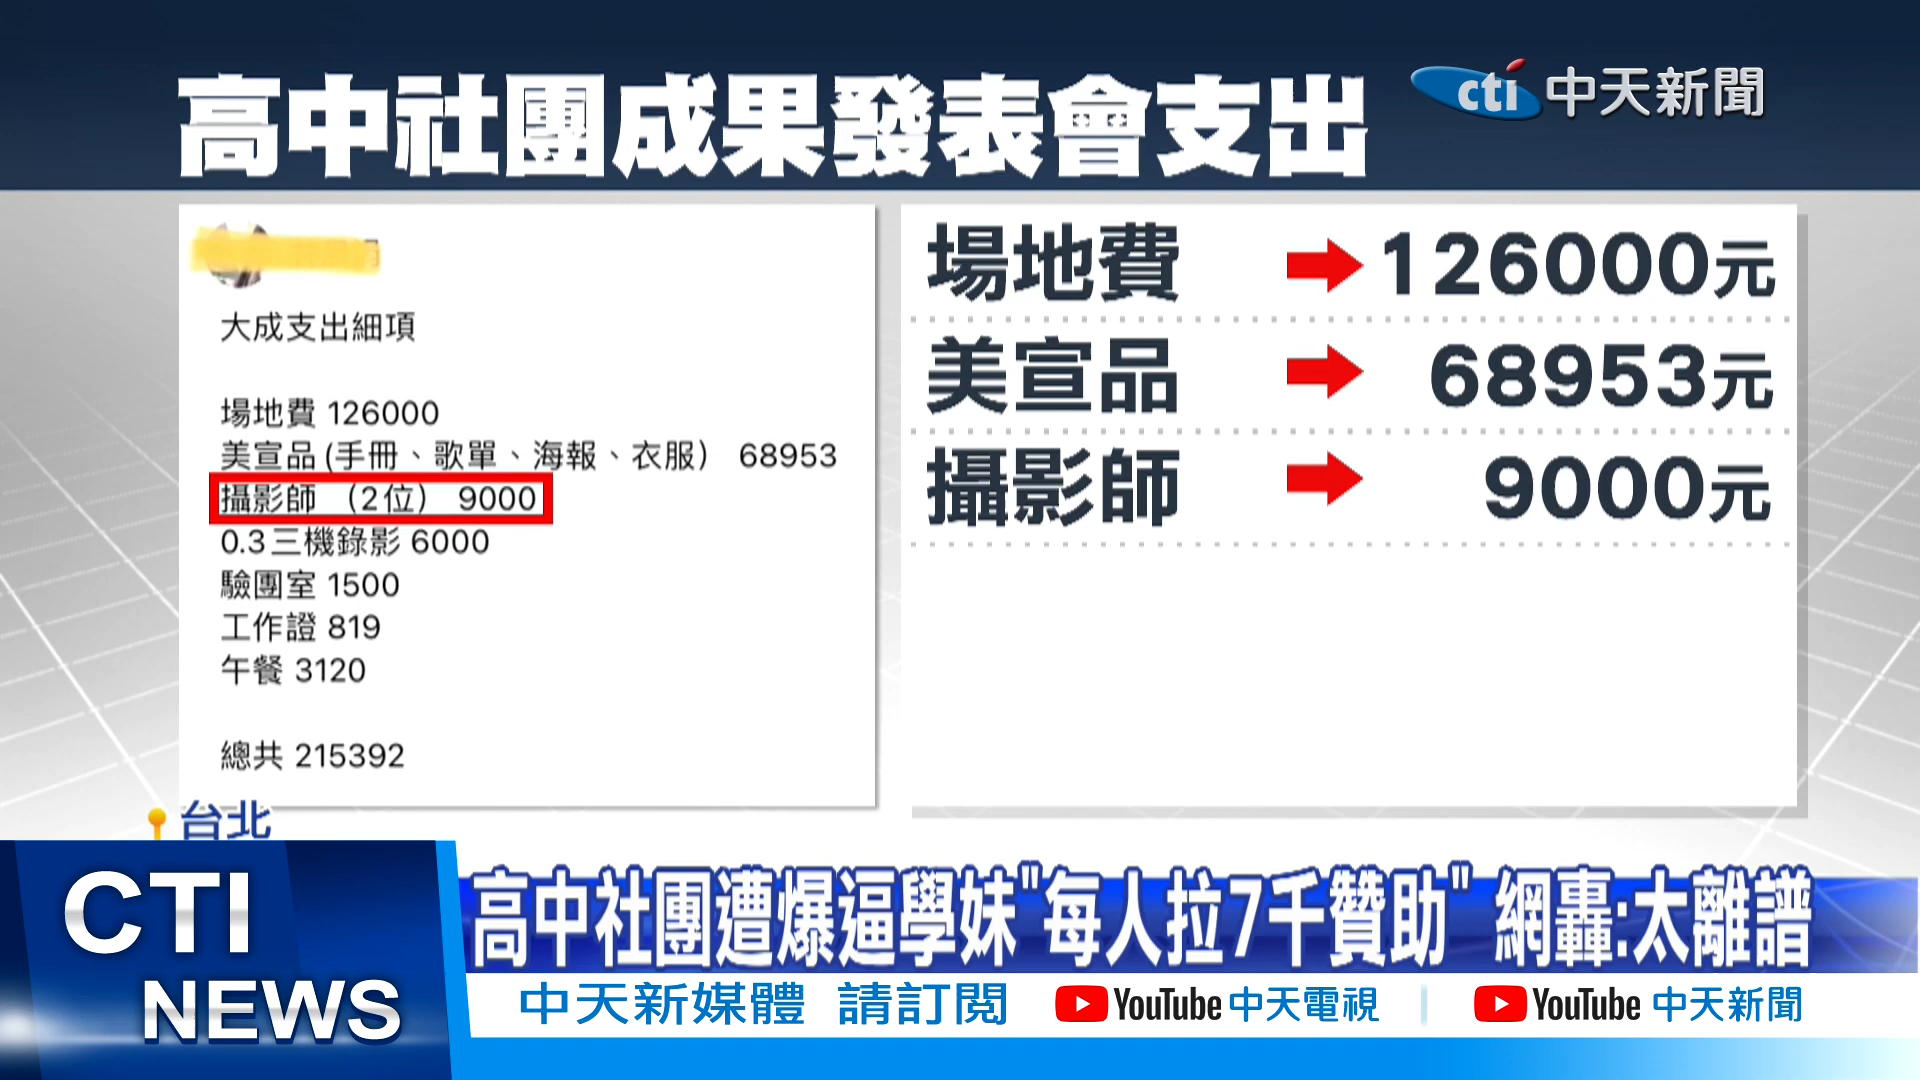 高中社團成果發表會支出
cti 中天新聞
大成支出細項
場地費 126000
美宣品(手冊、歌單、海報、衣服） 68953
攝影師 （2位） 9000
0.3三機錄影 6000
驗團室 1500
工作證 819
午餐 3120
總共 215392
場地費 126000元
美宣品 68953元
攝影師 9000元
台北
CTI
NEWS
高中社團遭爆逼學妹"每人拉7千贊助" 網轟:太離譜
中天新媒體 請訂閱 YouTube 中天電視 | YouTube 中天新聞